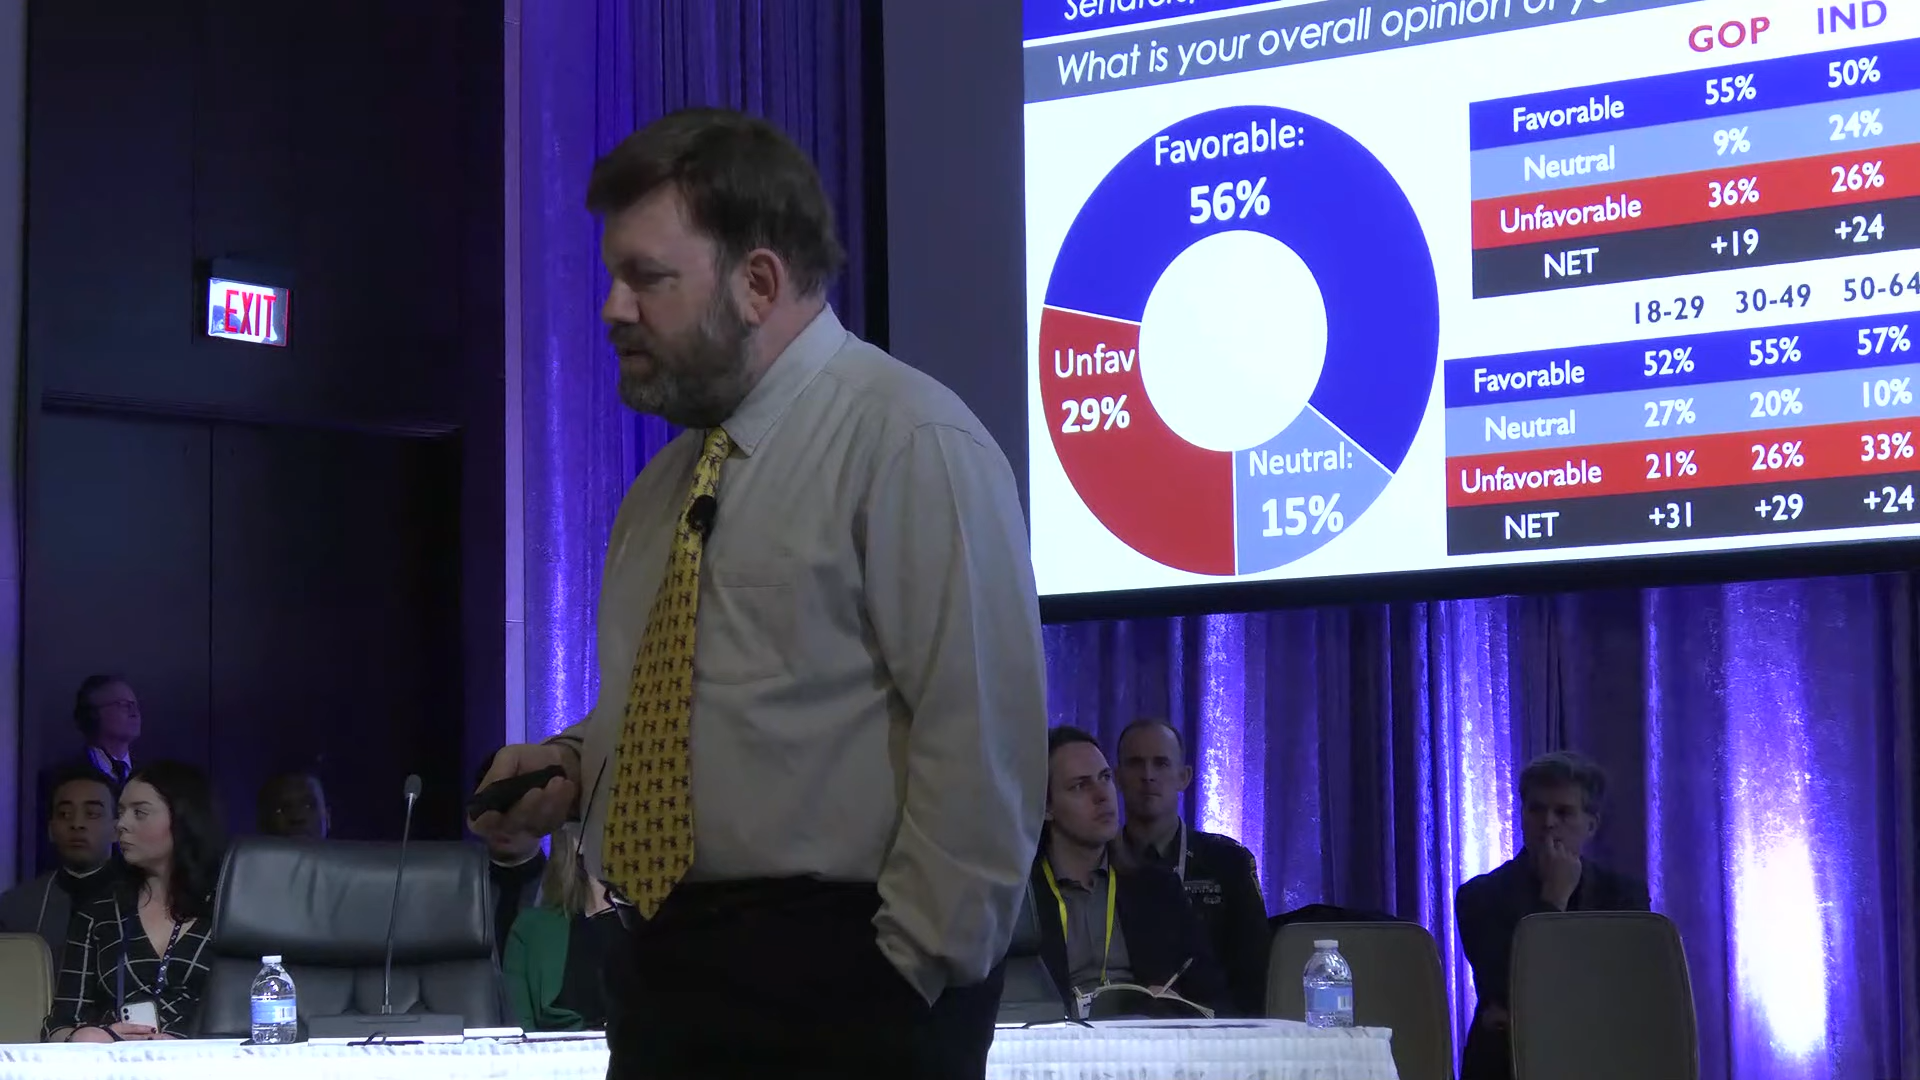 What is your overall opinion of
GOP IND
Favorable 55% 50%
Neutral 9% 24%
Unfavorable 36% 26%
NET +19 +24
18-29 30-49 50-64
Favorable 52% 55% 57%
Neutral 27% 20% 10%
Unfavorable 21% 26% 33%
NET +31 +29 +24
Favorable:
56%
Unfav
29%
Neutral:
15%
EXIT